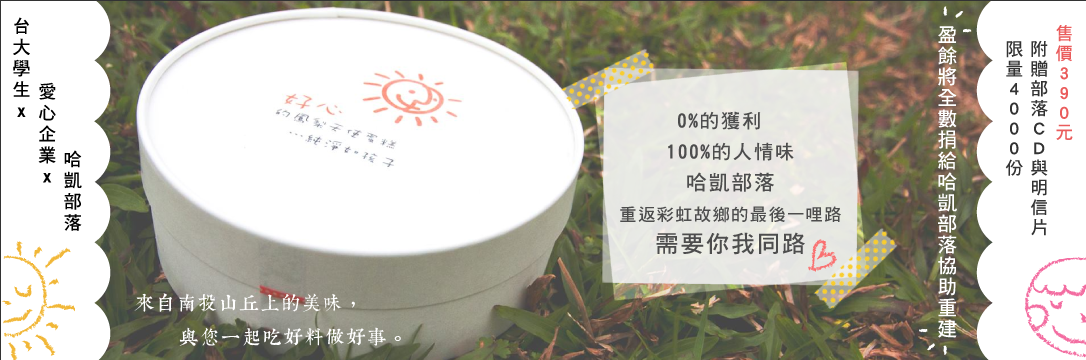 台大學生x
愛心企業x
哈凱部落
好心
0%的獲利
100%的人情味
哈凱部落
重返彩虹故鄉的最後一哩路
需要你我同路
來自南投山丘上的美味，
與您一起吃好料做好事。
盈餘將全數捐給哈凱部落協助重建
售價390元
附贈部落CD與明信片
限量4000份